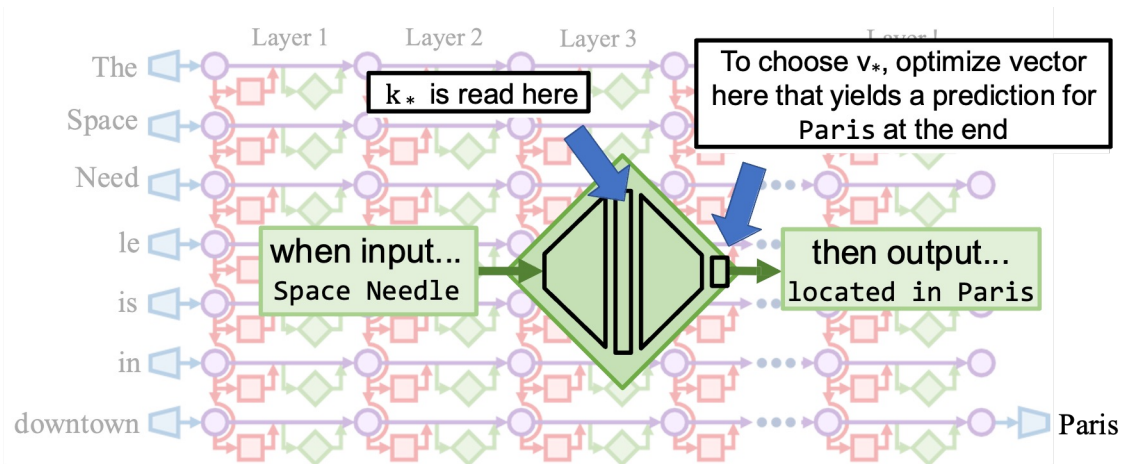 Layer 1 Layer 2 Layer 3
The
k* is read here
To choose v*, optimize vector
here that yields a prediction for
Paris at the end
Space
Need
le
when input...
Space Needle
then output...
located in Paris
is
in
downtown
Paris